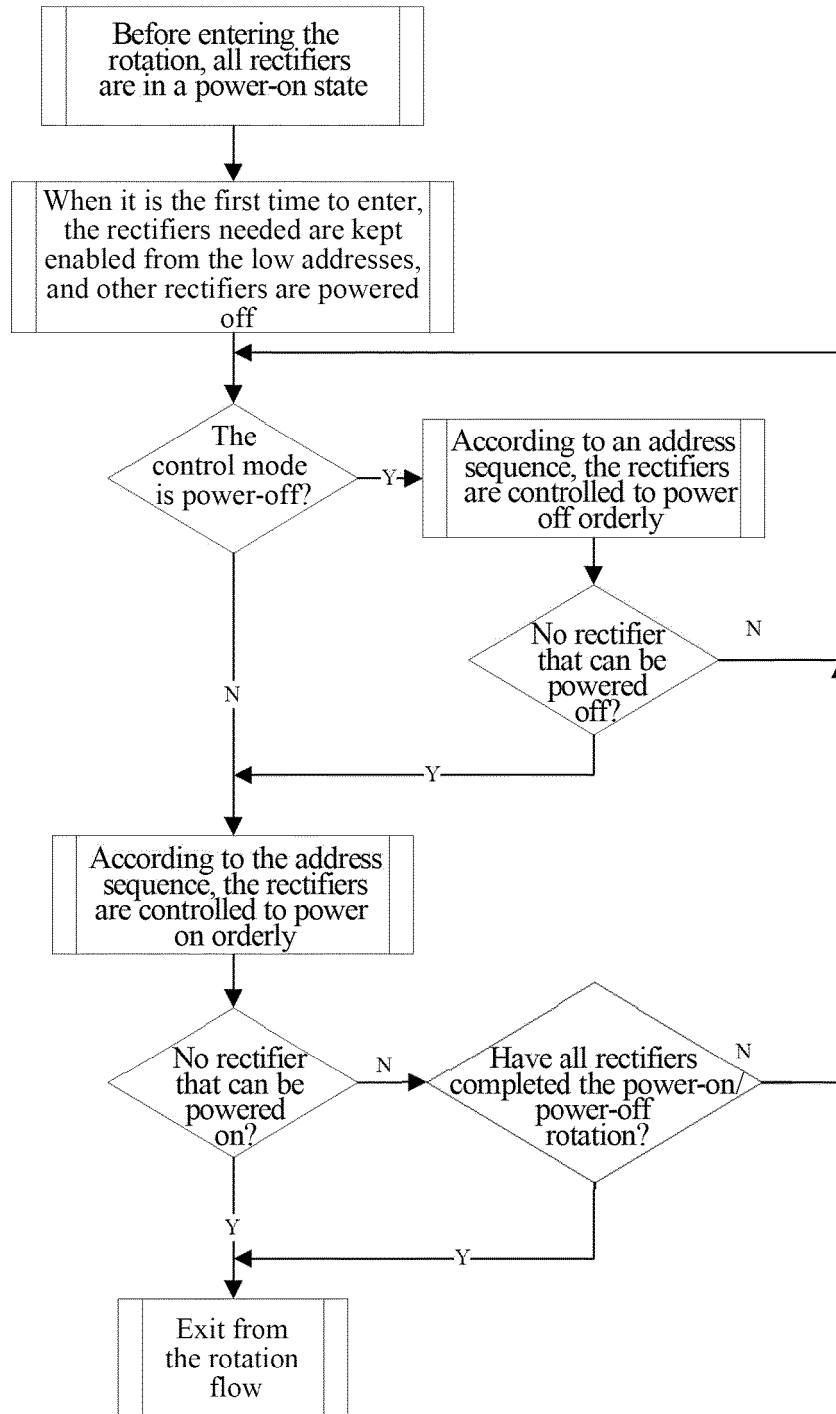 Before entering the
rotation, all rectifiers
are in a power-on state
When it is the first time to enter,
the rectifiers needed are kept
enabled from the low addresses,
and other rectifiers are powered
off
The
control mode
is power-off?
Y
According to an address
sequence, the rectifiers
are controlled to power
off orderly
No rectifier
that can be
powered
off?
N
N
Y
According to the address
sequence, the rectifiers
are controlled to power
on orderly
No rectifier
that can be
powered
on?
N
Have all rectifiers
completed the power-on/
power-off
rotation?
N
Y
Y
Exit from
the rotation
flow